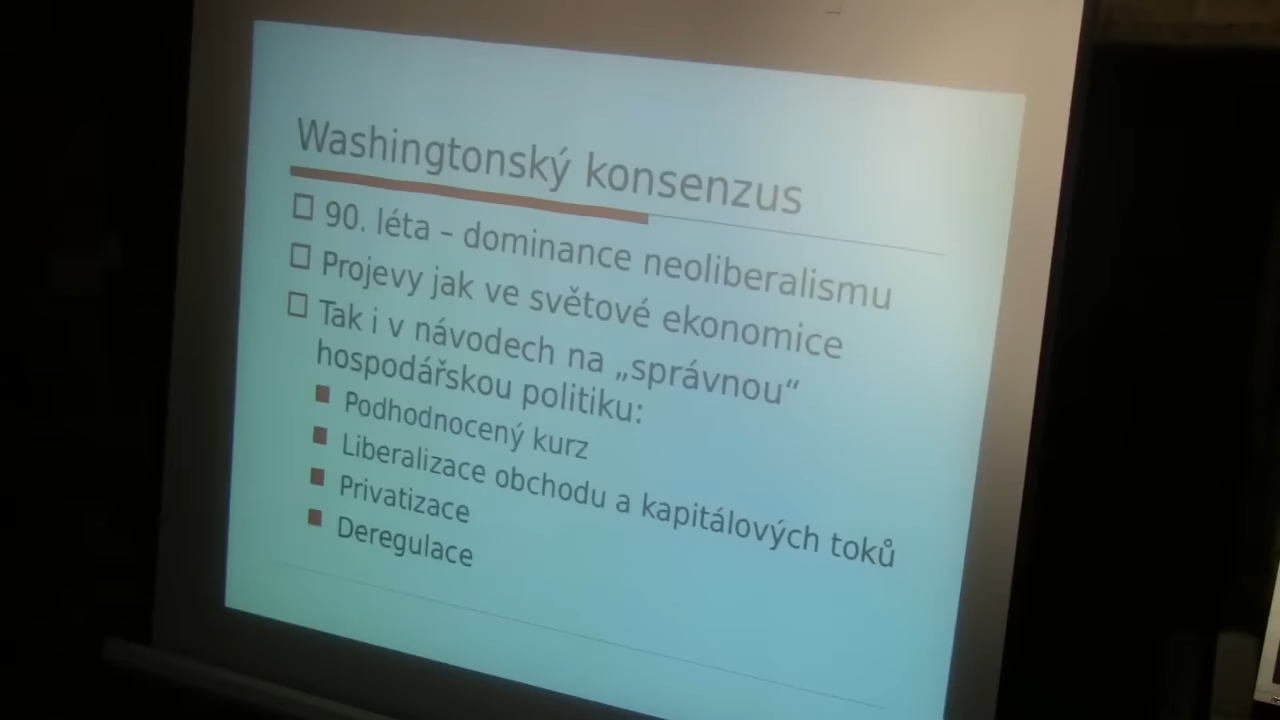 Washingtonský konsenzus
90. léta – dominance neoliberalismu
Projevy jak ve světové ekonomice
Tak i v návodech na „správnou“
hospodářskou politiku:
Podhodnocený kurz
Liberalizace obchodu a kapitálových toků
Privatizace
Deregulace